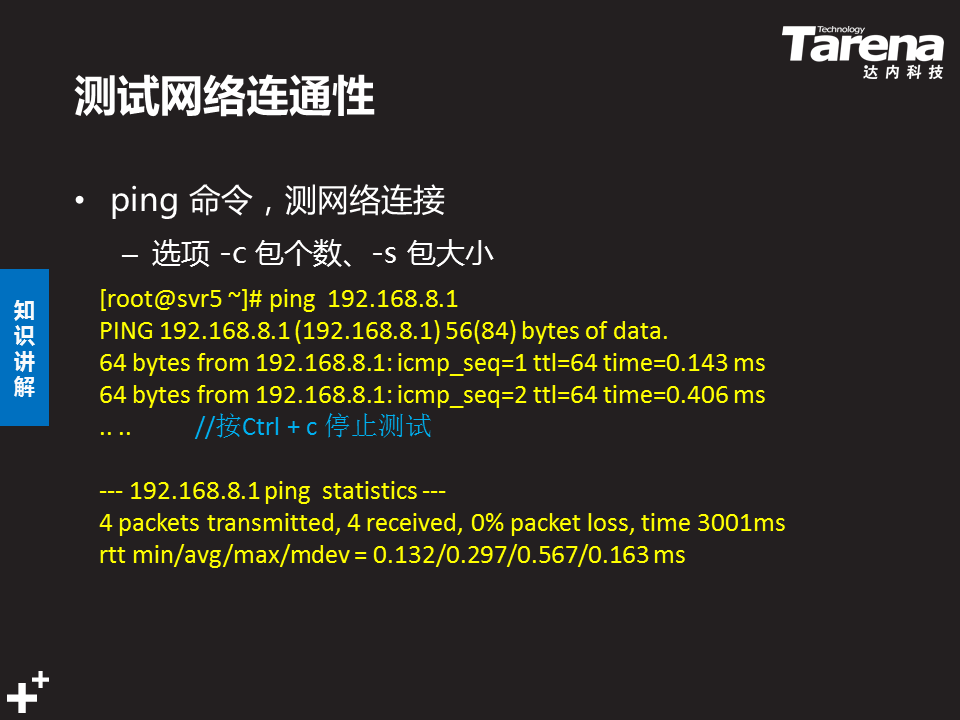 Technology
Tarena
达内科技
测试网络连通性
• ping 命令，测网络连接
– 选项 -c 包个数、-s 包大小
知识讲解
[root@svr5 ~]# ping  192.168.8.1
PING 192.168.8.1 (192.168.8.1) 56(84) bytes of data.
64 bytes from 192.168.8.1: icmp_seq=1 ttl=64 time=0.143 ms
64 bytes from 192.168.8.1: icmp_seq=2 ttl=64 time=0.406 ms
.. ..          //按Ctrl + c 停止测试
--- 192.168.8.1 ping  statistics ---
4 packets transmitted, 4 received, 0% packet loss, time 3001ms
rtt min/avg/max/mdev = 0.132/0.297/0.567/0.163 ms